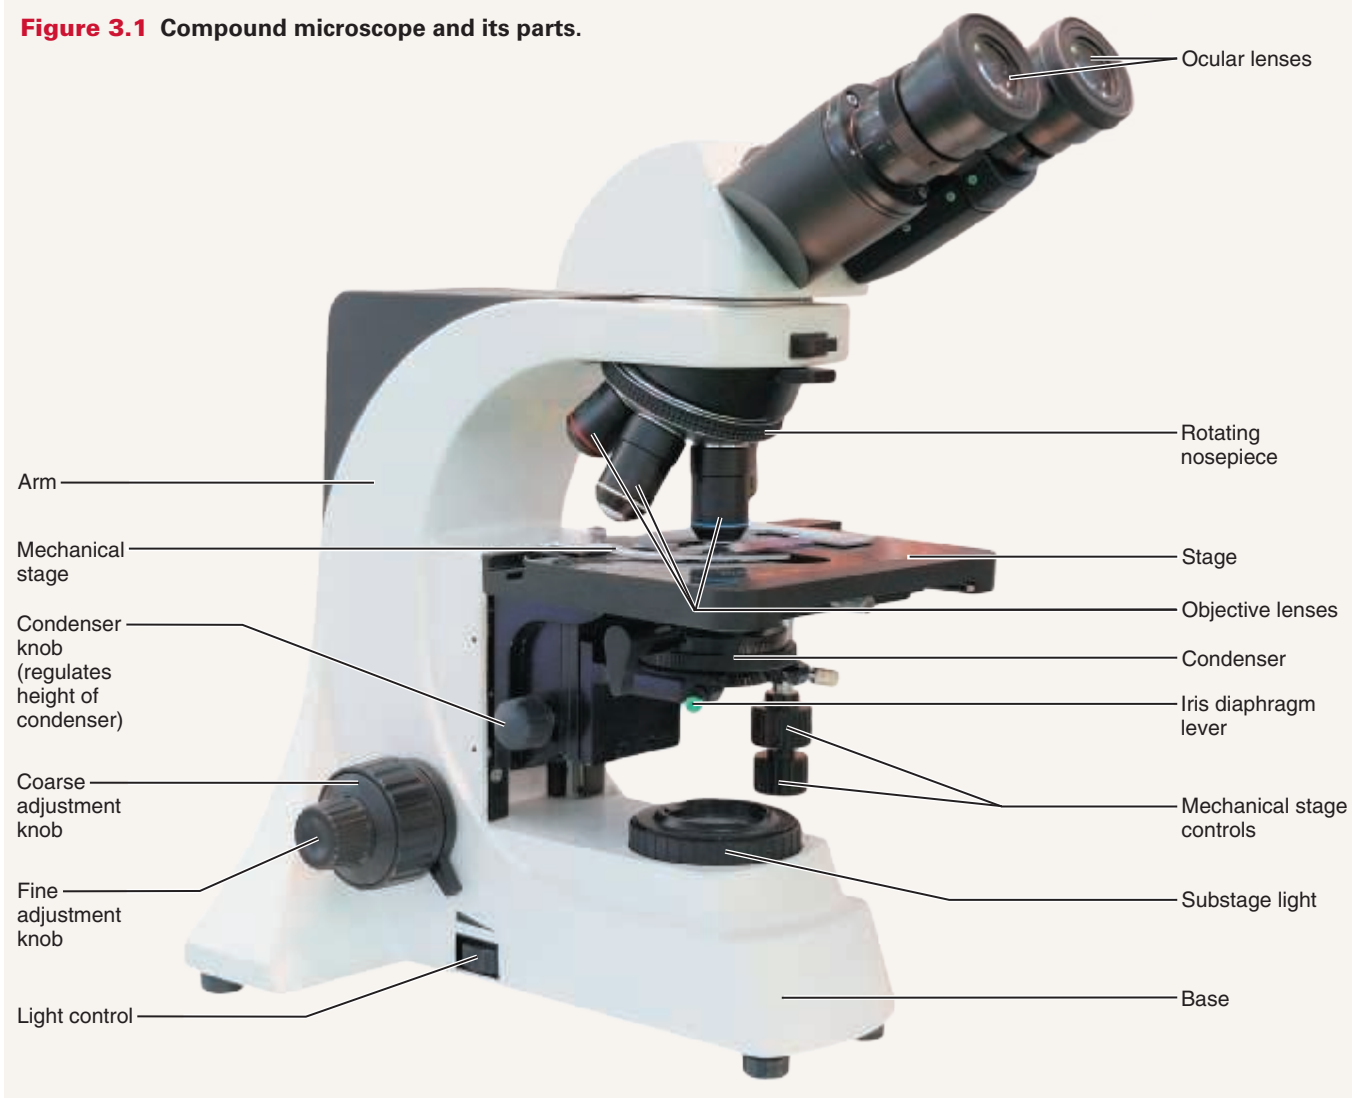 Figure 3.1 Compound microscope and its parts.
Ocular lenses
Rotating
nosepiece
Arm
Mechanical
stage
Stage
Objective lenses
Condenser
knob
(regulates
height of
condenser)
Condenser
Iris diaphragm
lever
Coarse
adjustment
knob
Mechanical stage
controls
Fine
adjustment
knob
Substage light
Light control
Base